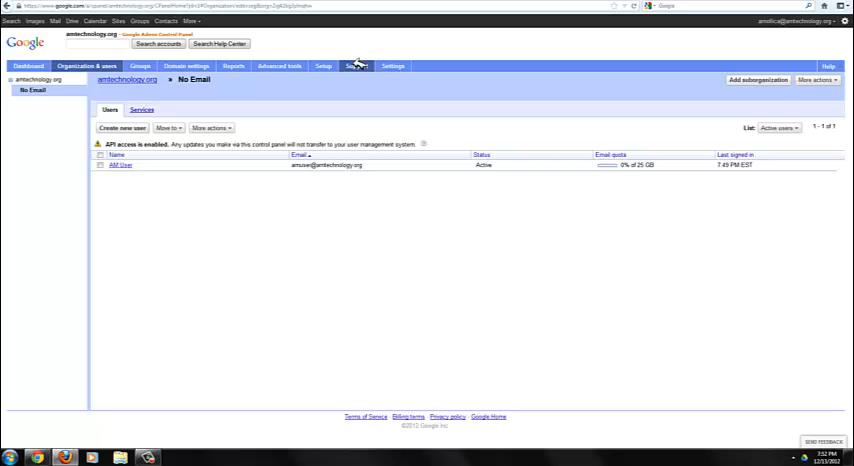 Search Images Mail Drive Calendar Sites Groups Contacts More
amollica@amtechnology.org
Google
amtechnology.org - Google Admin Control Panel
Search accounts Search Help Center
Dashboard Organization & users Groups Domain settings Reports Advanced tools Setup Settings Help
amtechnology.org
No Email
amtechnology.org » No Email
Add suborganization More actions
Users Services
Create new user Move to More actions
List: Active users 1 - 1 of 1
API access is enabled. Any updates you make via this control panel will not transfer to your user management system.
Name Email Status Email quota Last signed in
AM User amuser@amtechnology.org Active 0% of 25 GB 7:49 PM EST
Terms of Service - Billing terms - Privacy policy - Google Home
©2012 Google Inc.
SEND FEEDBACK
7:52 PM
12/13/2012